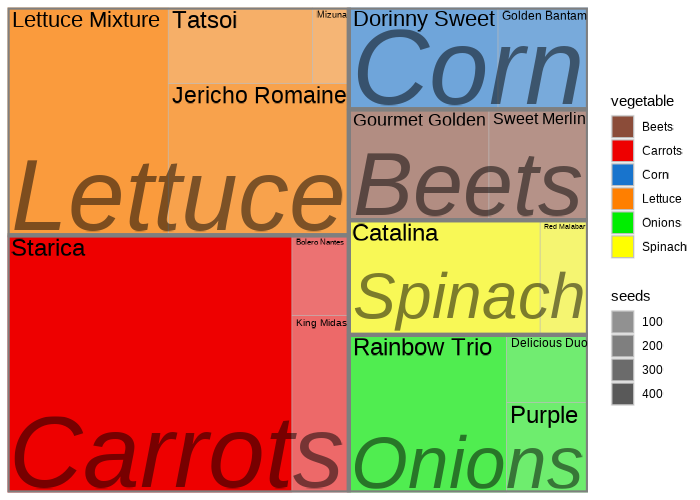 Lettuce Mixture
Tatsoi
Mizuna
Jericho Romaine
Lettuce
Dorinny Sweet
Golden Bantam
Corn
Gourmet Golden
Sweet Merlin
Beets
Starica
Bolero Nantes
King Midas
Carrots
Catalina
Red Malabar
Spinach
Rainbow Trio
Delicious Duo
Purple
Onions
vegetable
Beets
Carrots
Corn
Lettuce
Onions
Spinach
seeds
100
200
300
400